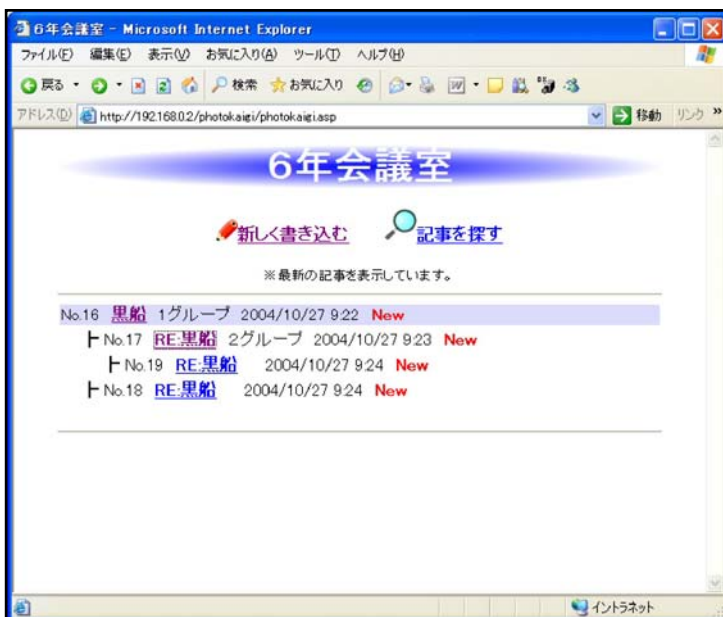 6年会議室 - Microsoft Internet Explorer
ファイル(F) 編集(E) 表示(V) お気に入り(A) ツール(T) ヘルプ(H)
戻る 検索 お気に入り
アドレス(D) http://192.168.0.2/photokaigi/photokaigi.asp 移動 リンク »
6年会議室
新しく書き込む 記事を探す
※最新の記事を表示しています。
No.16 黒船 1グループ 2004/10/27 9:22 New
┣ No.17 RE:黒船 2グループ 2004/10/27 9:23 New
┣ No.19 RE:黒船 2004/10/27 9:24 New
┣ No.18 RE:黒船 2004/10/27 9:24 New
イントラネット